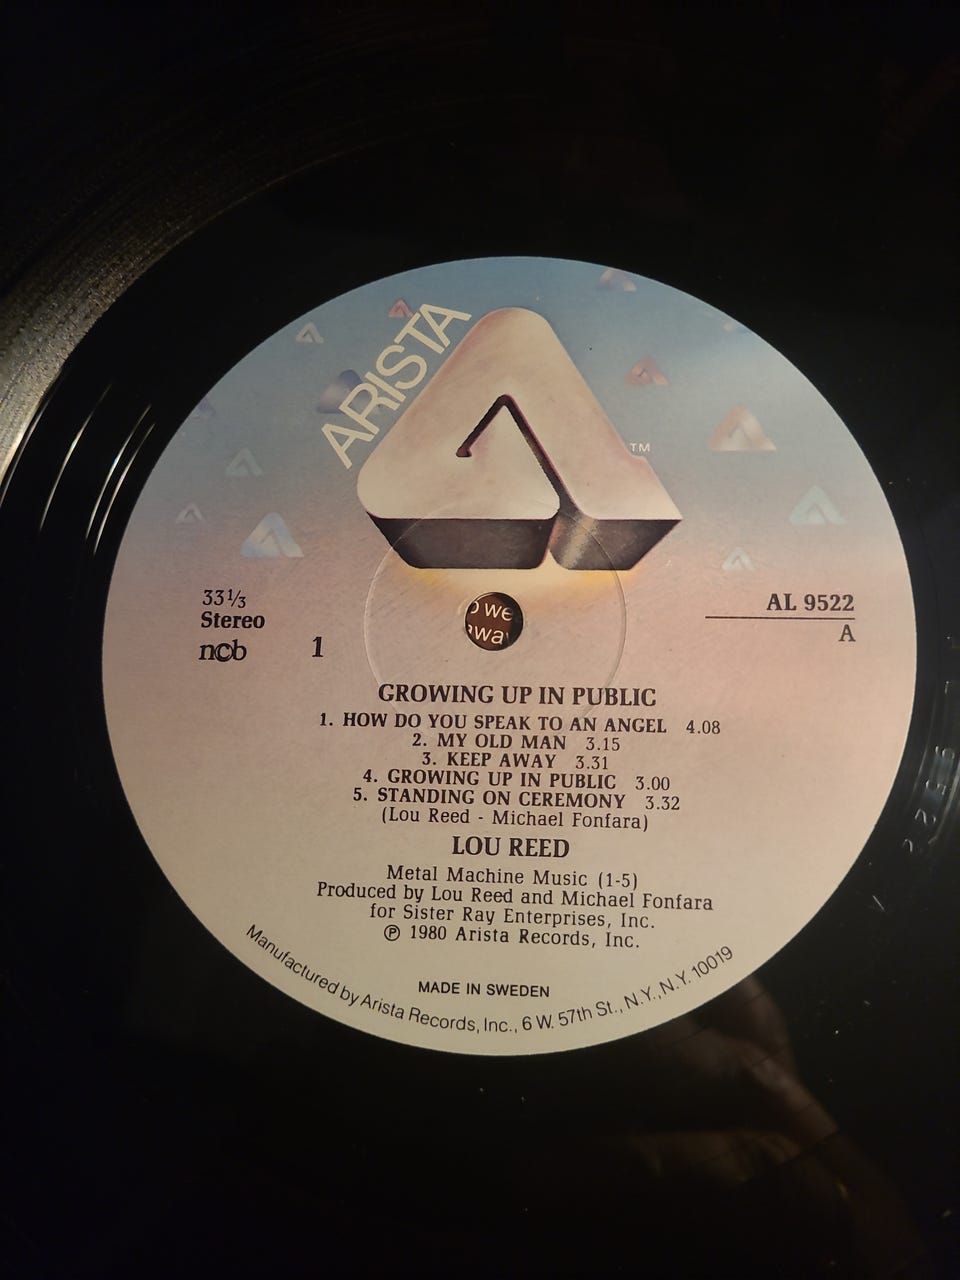 ARISTA
TM
33⅓
Stereo
ncb
1
AL 9522
A
o we
away
GROWING UP IN PUBLIC
1. HOW DO YOU SPEAK TO AN ANGEL 4.08
2. MY OLD MAN 3.15
3. KEEP AWAY 3.31
4. GROWING UP IN PUBLIC 3.00
5. STANDING ON CEREMONY 3.32
(Lou Reed - Michael Fonfara)
LOU REED
Metal Machine Music (1-5)
Produced by Lou Reed and Michael Fonfara
for Sister Ray Enterprises, Inc.
℗ 1980 Arista Records, Inc.
MADE IN SWEDEN
Manufactured by Arista Records, Inc., 6 W. 57th St., N.Y., N.Y. 10019